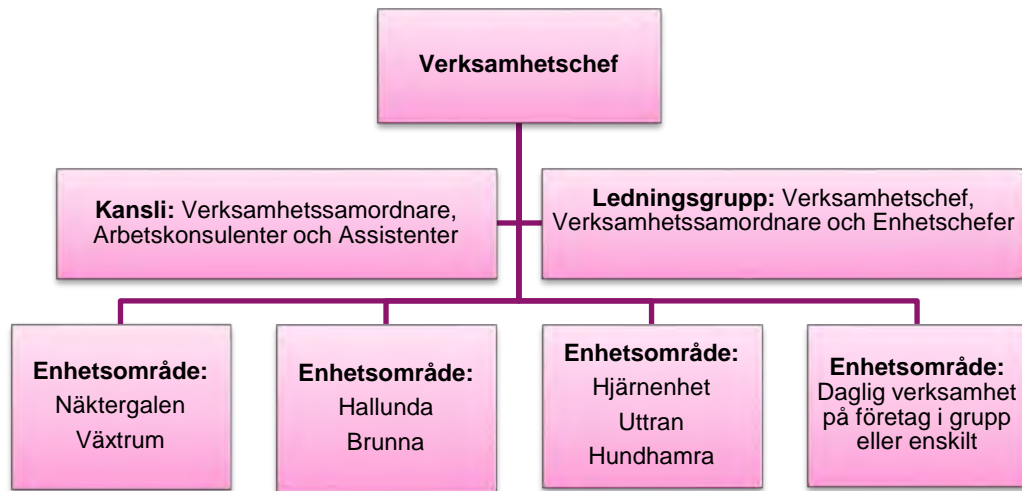 Verksamhetschef
Kansli: Verksamhetssamordnare,
Arbetskonsulenter och Assistenter
Ledningsgrupp: Verksamhetschef,
Verksamhetssamordnare och Enhetschefer
Enhetsområde:
Näktergalen
Växtrum
Enhetsområde:
Hallunda
Brunna
Enhetsområde:
Hjärnenhet
Uttran
Hundhamra
Enhetsområde:
Daglig verksamhet
på företag i grupp
eller enskilt